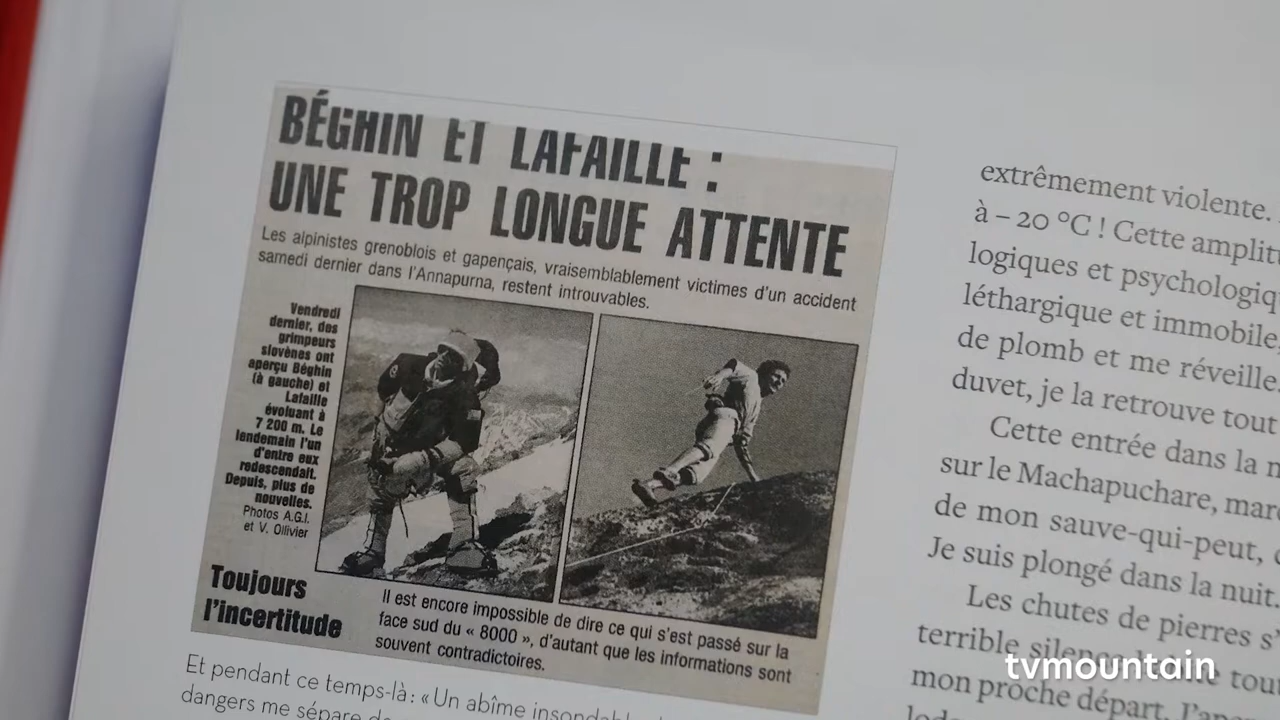 BÉGHIN ET LAFAILLE :
UNE TROP LONGUE ATTENTE
Les alpinistes grenoblois et gapençais, vraisemblablement victimes d'un accident
samedi dernier dans l'Annapurna, restent introuvables.
Vendredi
dernier, des
grimpeurs
slovènes ont
aperçu Béghin
(à gauche) et
Lafaille
évoluant à
7 200 m. Le
lendemain l'un
d'entre eux
redescendait.
Depuis, plus de
nouvelles.
Photos A.G.I.
et V. Ollivier
Toujours
l'incertitude
Il est encore impossible de dire ce qui s'est passé sur la
face sud du « 8000 », d'autant que les informations sont
souvent contradictoires.
Et pendant ce temps-là : « Un abîme
dangers me sépare
extrêmement violente.
à – 20 °C ! Cette
logiques et
léthargique et immobile
de plomb et me réveille
duvet, je la retrouve tout
Cette entrée dans la
sur le Machapuchare,
de mon sauve-qui-peut,
Je suis plongé dans la nuit.
Les chutes de pierres
terrible silence
mon proche départ.
tvmountain